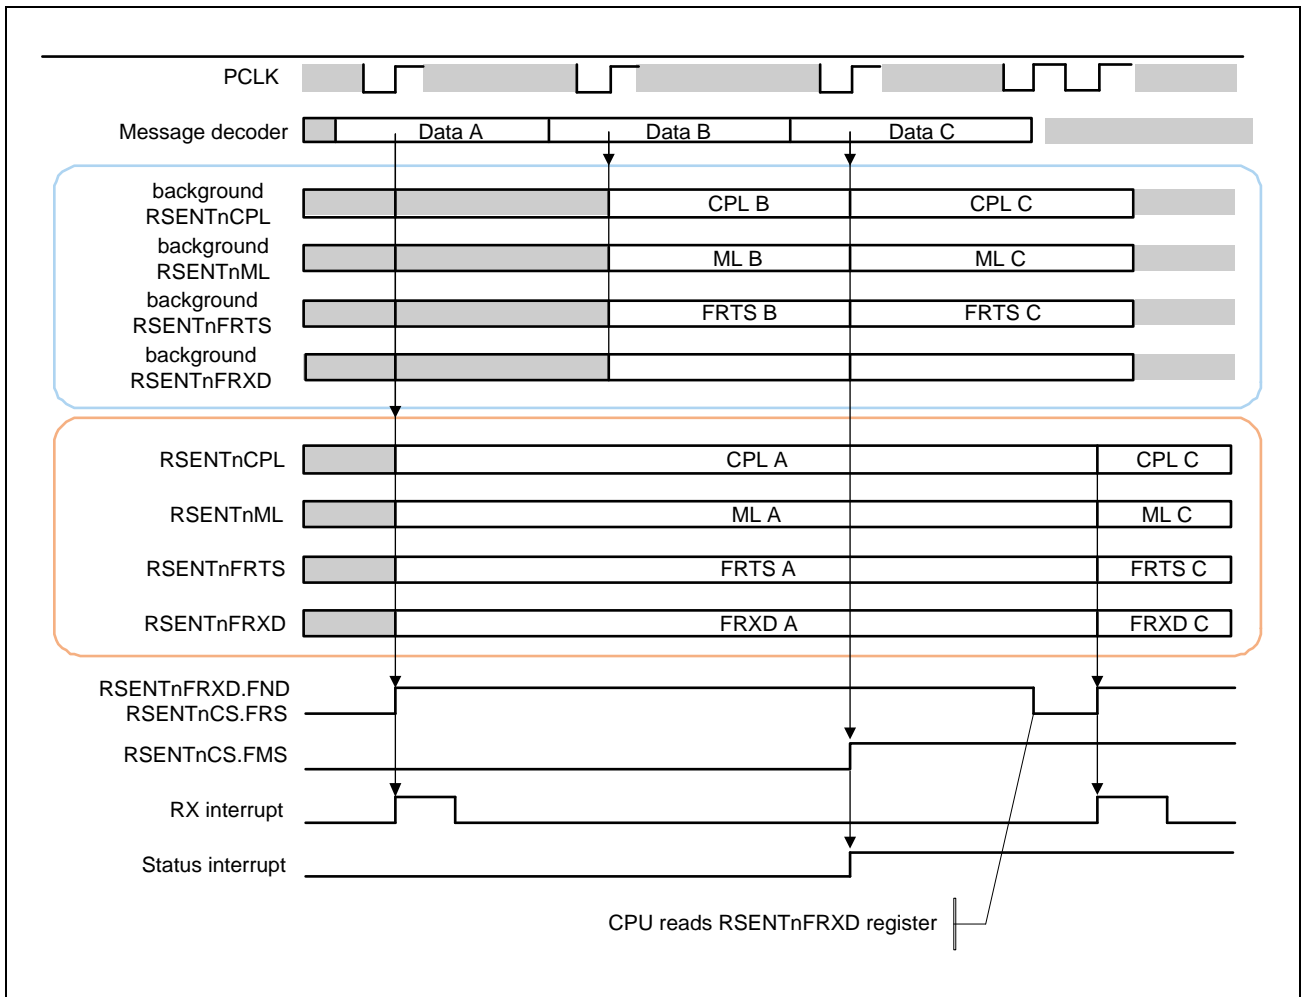 PCLK
Message decoder
Data A
Data B
Data C
background
RSENTnCPL
CPL B
CPL C
background
RSENTnML
ML B
ML C
background
RSENTnFRTS
FRTS B
FRTS C
background
RSENTnFRXD
RSENTnCPL
CPL A
CPL C
RSENTnML
ML A
ML C
RSENTnFRTS
FRTS A
FRTS C
RSENTnFRXD
FRXD A
FRXD C
RSENTnFRXD.FND
RSENTnCS.FRS
RSENTnCS.FMS
RX interrupt
Status interrupt
CPU reads RSENTnFRXD register